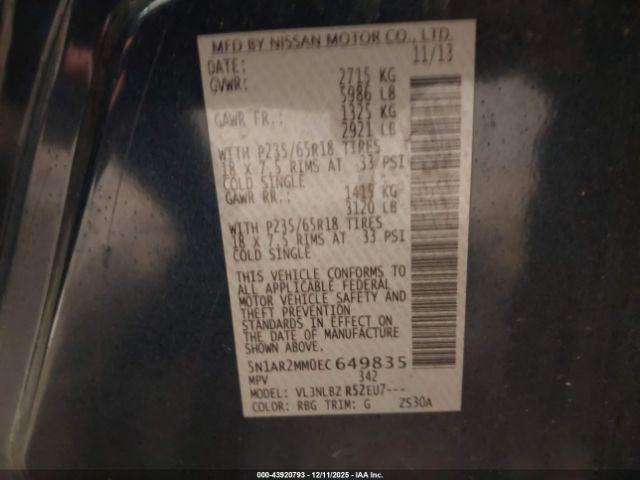 MFD BY NISSAN MOTOR CO., LTD.
DATE: 11/13
GVWR: 2715 KG
5986 LB
GAWR FR.: 1325 KG
2921 LB
WITH P235/65R18 TIRES
18 X 7.5 RIMS AT 33 PSI
COLD SINGLE
GAWR RR.: 1415 KG
3120 LB
WITH P235/65R18 TIRES
18 X 7.5 RIMS AT 33 PSI
COLD SINGLE
THIS VEHICLE CONFORMS TO
ALL APPLICABLE FEDERAL
MOTOR VEHICLE SAFETY AND
THEFT PREVENTION
STANDARDS IN EFFECT ON
THE DATE OF MANUFACTURE
SHOWN ABOVE.
5N1AR2MM0EC649835
MPV 342
MODEL: VLJNLBZ R52EU7---
COLOR: RBG TRIM: G ZS30A
000-43920793 - 12/11/2025 - IAA Inc.